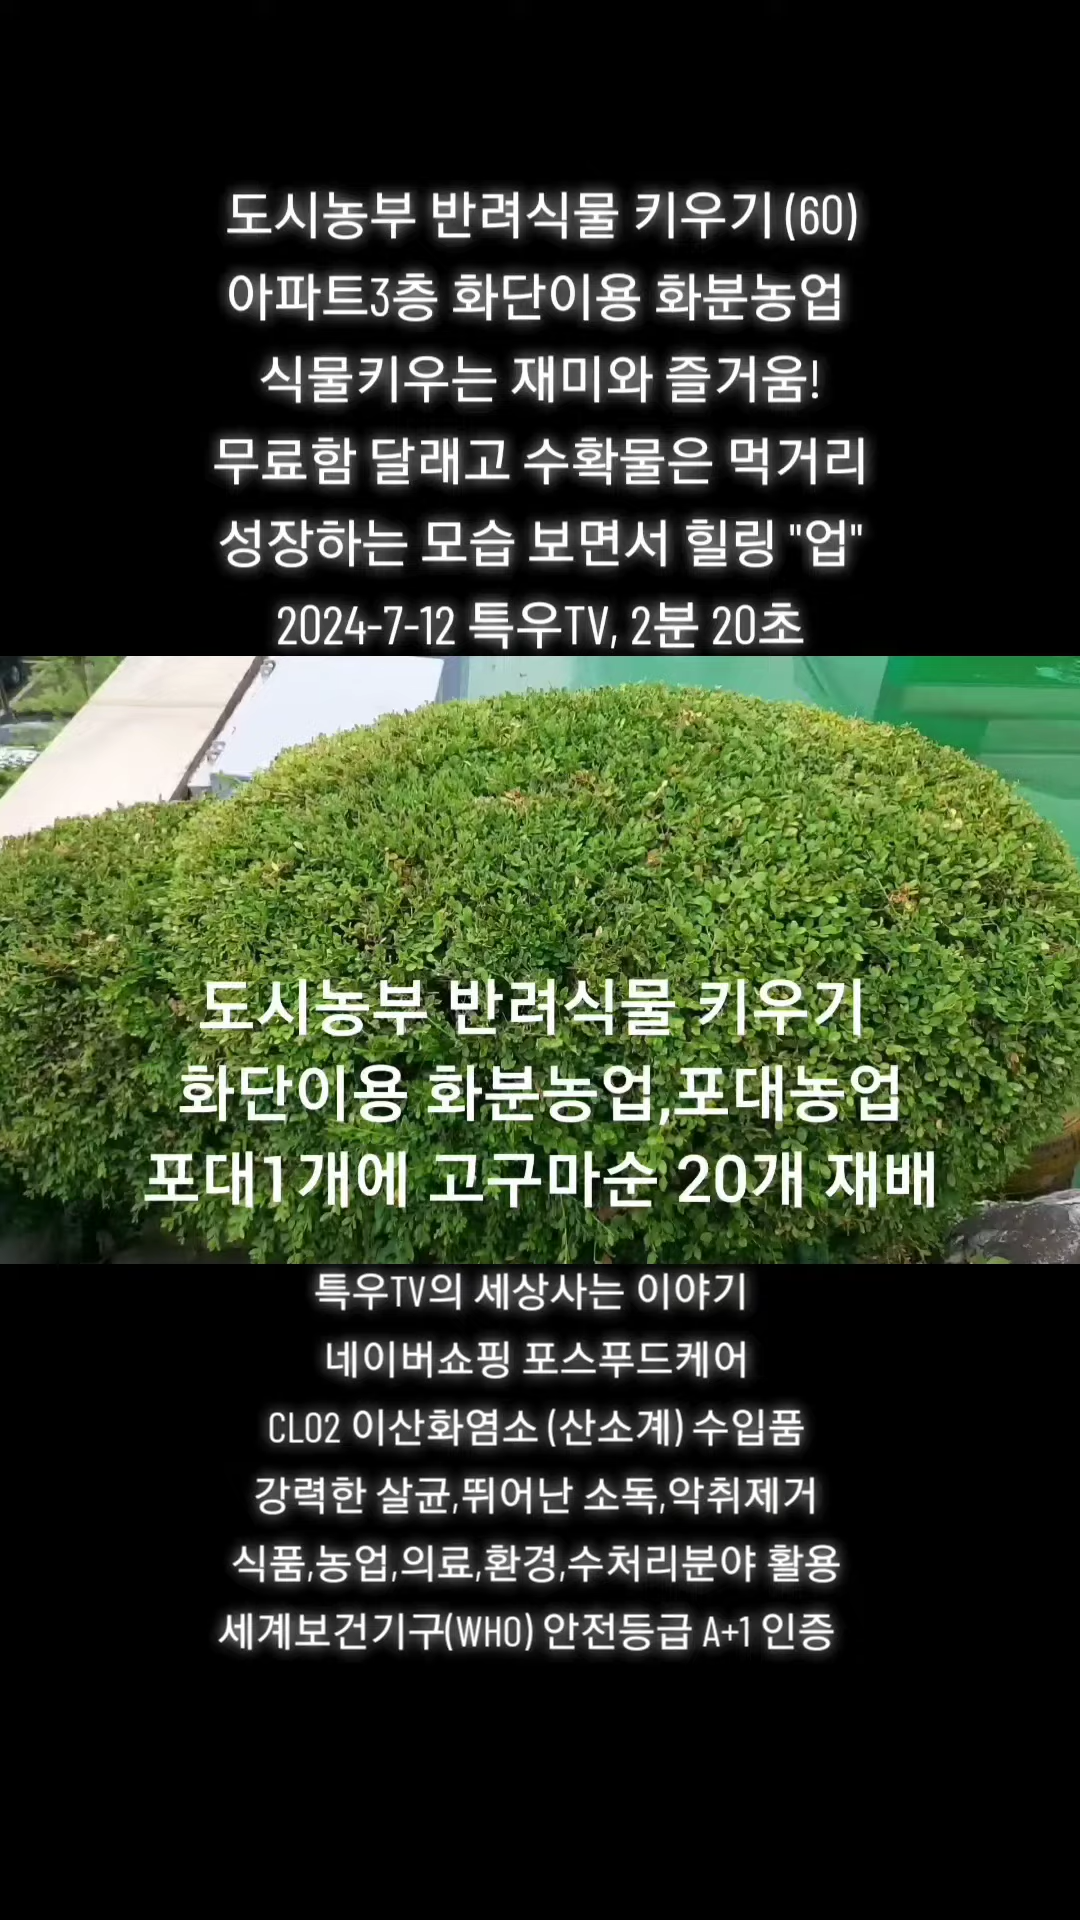 도시농부 반려식물 키우기 (60)
아파트3층 화단이용 화분농업
식물키우는 재미와 즐거움!
무료함 달래고 수확물은 먹거리
성장하는 모습 보면서 힐링 "업"
2024-7-12 특우TV, 2분 20초
도시농부 반려식물 키우기
화단이용 화분농업,포대농업
포대1개에 고구마순 20개 재배
특우TV의 세상사는 이야기
네이버쇼핑 포스푸드케어
CLO2 이산화염소 (산소계) 수입품
강력한 살균,뛰어난 소독,악취제거
식품,농업,의료,환경,수처리분야 활용
세계보건기구(WHO) 안전등급 A+1 인증